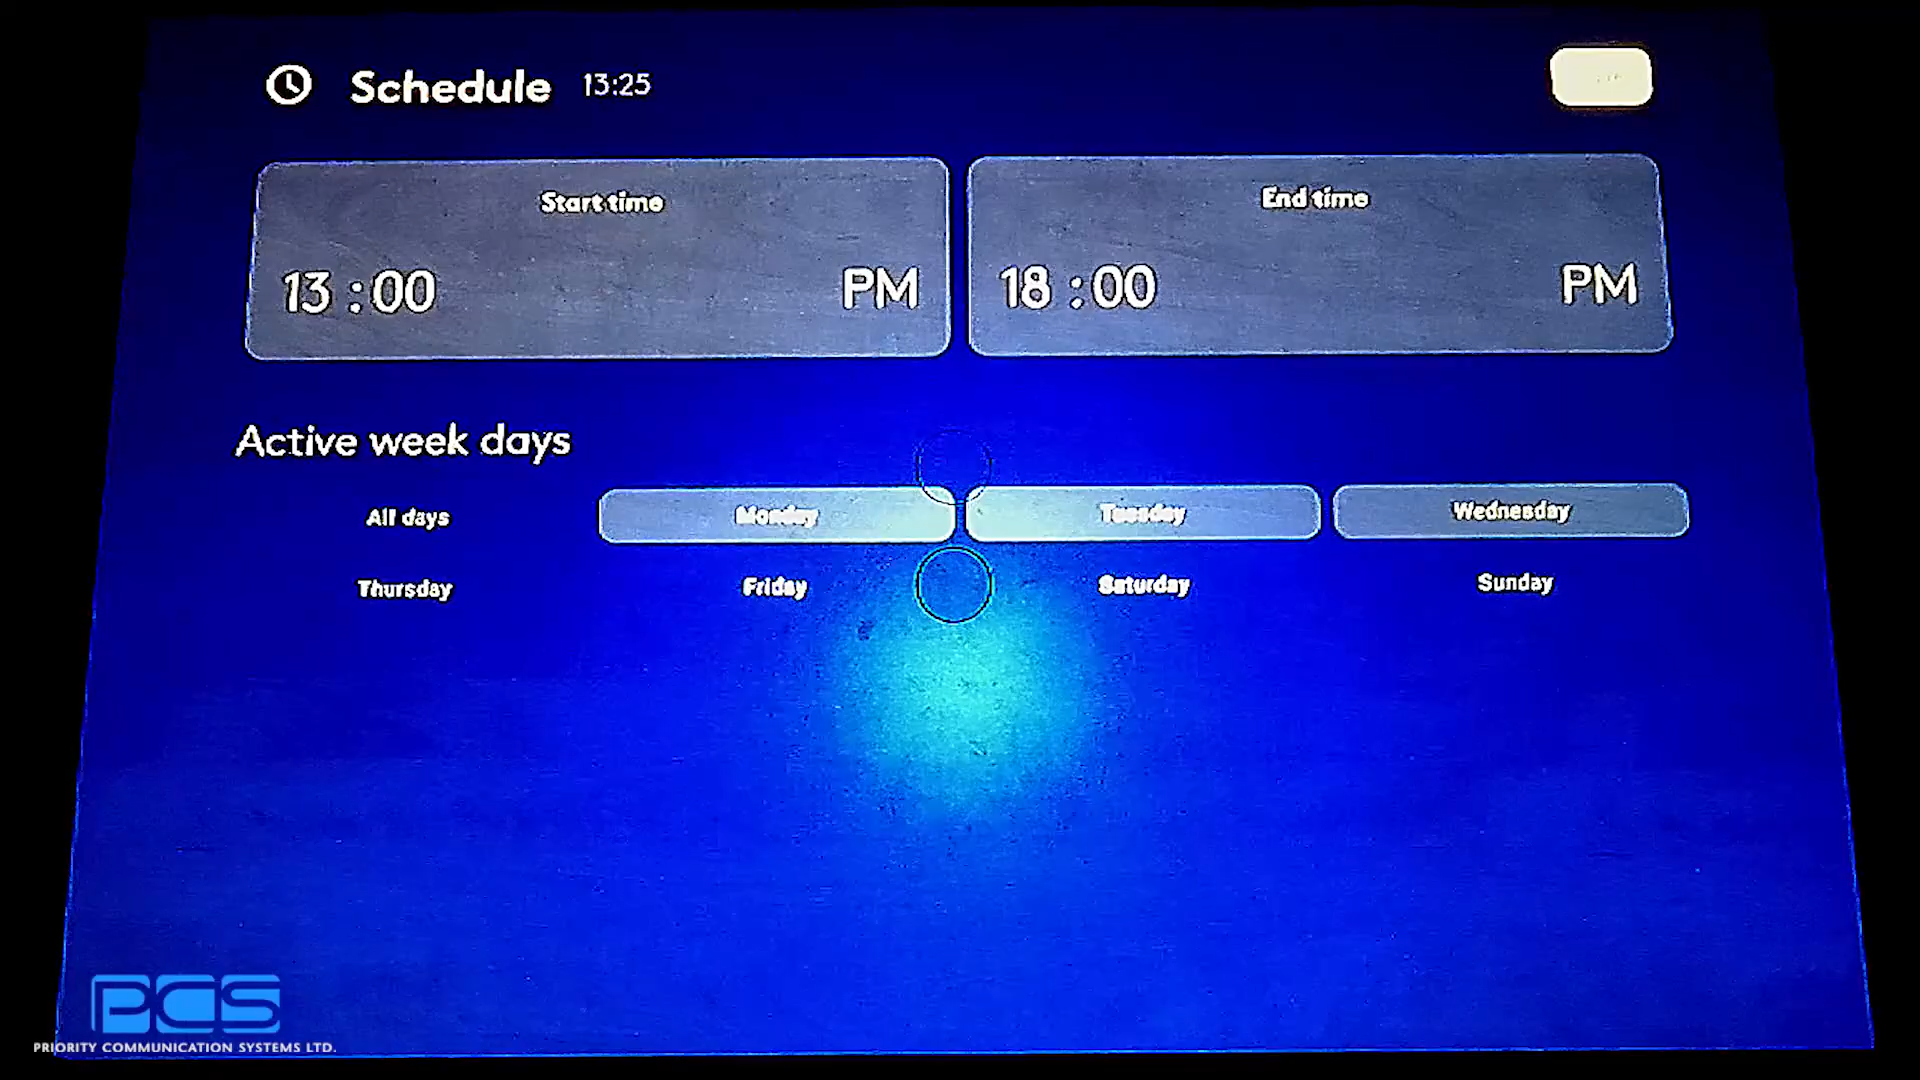 Schedule 13:25
Start time
End time
13 :00 PM
18 :00 PM
Active week days
All days
Monday
Tuesday
Wednesday
Thursday
Friday
Saturday
Sunday
PCS
PRIORITY COMMUNICATION SYSTEMS LTD.